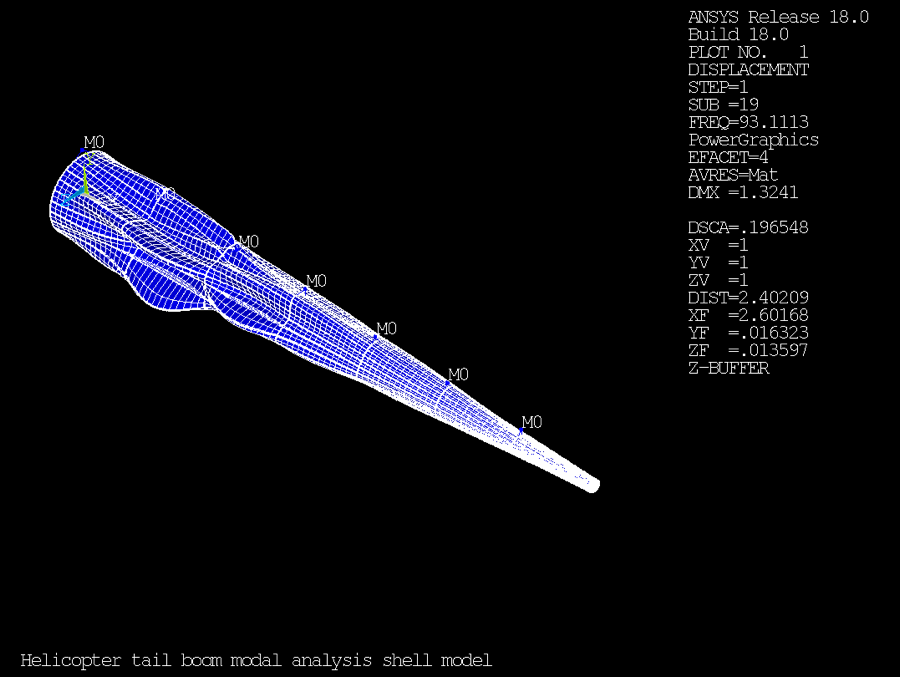 ANSYS Release 18.0
Build 18.0
PLOT NO.   1
DISPLACEMENT
STEP=1
SUB =19
FREQ=93.1113
PowerGraphics
EFACET=4
AVRES=Mat
DMX =1.3241
DSCA=.196548
XV  =1
YV  =1
ZV  =1
DIST=2.40209
XF  =2.60168
YF  =.016323
ZF  =.013597
Z-BUFFER
M0
M0
M0
M0
M0
M0
M0
Helicopter tail boom modal analysis shell model